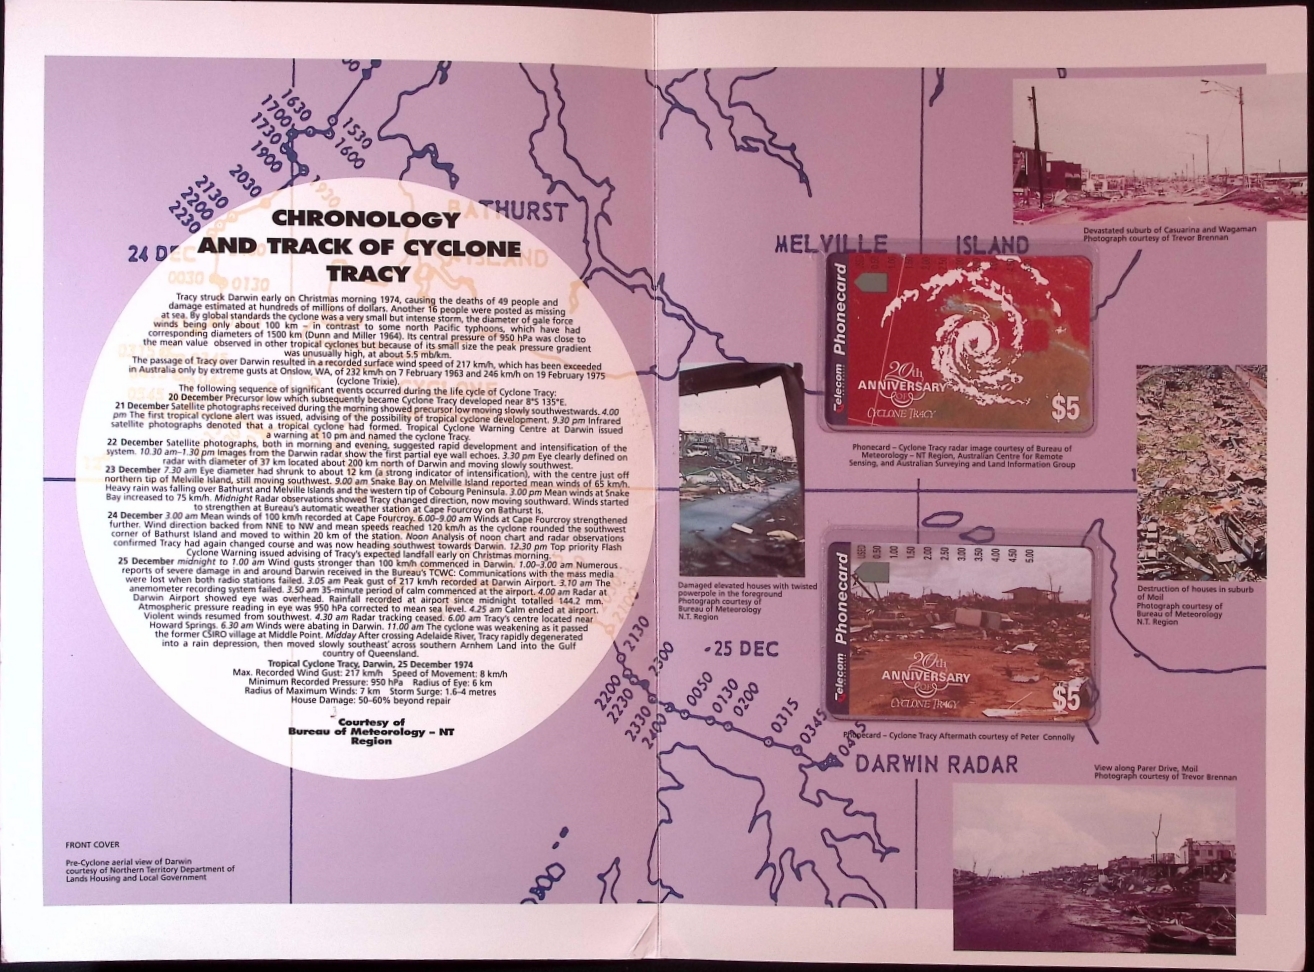 1630
1700
1730
1900
1530
1600
1930
2030
2130
2200
2230
24 DEC
0030 0130
BATHURST
ISLAND
CHRONOLOGY
AND TRACK OF CYCLONE
TRACY
Tracy struck Darwin early on Christmas morning 1974, causing the deaths of 49 people and
damage estimated at hundreds of millions of dollars. Another 16 people were posted as missing
at sea. By global standards the cyclone was a very small but intense storm, the diameter of gale force
winds being only about 100 km – in contrast to some north Pacific typhoons, which have had
corresponding diameters of 1500 km (Dunn and Miller 1964). Its central pressure of 950 hPa was close to
the mean value observed in other tropical cyclones but because of its small size the peak pressure gradient
was unusually high, at about 5.5 mb/km.
The passage of Tracy over Darwin resulted in a recorded surface wind speed of 217 km/h, which has been exceeded
in Australia only by extreme gusts at Onslow, WA, of 232 km/h on 7 February 1963 and 246 km/h on 19 February 1975
(cyclone Trixie).
The following sequence of significant events occurred during the life cycle of Cyclone Tracy:
20 December Precursor low which subsequently became Cyclone Tracy developed near 8°S 135°E.
21 December Satellite photographs received during the morning showed precursor low moving slowly southwestwards. 4.00
pm The first tropical cyclone alert was issued, advising of the possibility of tropical cyclone development. 9.30 pm Infrared
satellite photographs denoted that a tropical cyclone had formed. Tropical Cyclone Warning Centre at Darwin issued
a warning at 10 pm and named the cyclone Tracy.
22 December Satellite photographs, both in morning and evening, suggested rapid development and intensification of the
system. 10.30 am–1.30 pm Images from the Darwin radar show the first partial eye wall echoes. 3.30 pm Eye clearly defined on
radar with diameter of 37 km located about 200 km north of Darwin and moving slowly southwest.
23 December 7.30 am Eye diameter had shrunk to about 12 km (a strong indicator of intensification), with the centre just off
northern tip of Melville Island, still moving southwest. 9.00 am Snake Bay on Melville Island reported mean winds of 65 km/h.
Heavy rain was falling over Bathurst and Melville Islands and the western tip of Cobourg Peninsula. 3.00 pm Mean winds at Snake
Bay increased to 75 km/h. Midnight Radar observations showed Tracy changed direction, now moving southward. Winds started
to strengthen at Bureau's automatic weather station at Cape Fourcroy on Bathurst Is.
24 December 3.00 am Mean winds of 100 km/h recorded at Cape Fourcroy. 6.00–9.00 am Winds at Cape Fourcroy strengthened
further. Wind direction backed from NNE to NW and mean speeds reached 120 km/h as the cyclone rounded the southwest
corner of Bathurst Island and moved to within 20 km of the station. Noon Analysis of noon chart and radar observations
confirmed Tracy had again changed course and was now heading southwest towards Darwin. 12.30 pm Top priority Flash
Cyclone Warning issued advising of Tracy's expected landfall early on Christmas morning.
25 December midnight to 1.00 am Wind gusts stronger than 100 km/h commenced in Darwin. 1.00–3.00 am Numerous
reports of severe damage in and around Darwin received in the Bureau's TCWC: Communications with the mass media
were lost when both radio stations failed. 3.05 am Peak gust of 217 km/h recorded at Darwin Airport. 3.10 am The
anemometer recording system failed. 3.50 am 35-minute period of calm commenced at the airport. 4.00 am Radar at
Darwin Airport showed eye was overhead. Rainfall recorded at airport since midnight totalled 144.2 mm.
Atmospheric pressure reading in eye was 950 hPa corrected to mean sea level. 4.25 am Calm ended at airport.
Violent winds resumed from southwest. 4.30 am Radar tracking ceased. 6.00 am Tracy's centre located near
Howard Springs. 6.30 am Winds were abating in Darwin. 11.00 am The cyclone was weakening as it passed
the former CSIRO village at Middle Point. Midday After crossing Adelaide River, Tracy rapidly degenerated
into a rain depression, then moved slowly southeast across southern Arnhem Land into the Gulf
country of Queensland.
Tropical Cyclone Tracy, Darwin, 25 December 1974
Max. Recorded Wind Gust: 217 km/h Speed of Movement: 8 km/h
Minimum Recorded Pressure: 950 hPa Radius of Eye: 6 km
Radius of Maximum Winds: 7 km Storm Surge: 1.6–4 metres
House Damage: 50–60% beyond repair
Courtesy of
Bureau of Meteorology – NT
Region
FRONT COVER
Pre-Cyclone aerial view of Darwin
courtesy of Northern Territory Department of
Lands Housing and Local Government
MELVILLE ISLAND
Devastated suburb of Casuarina and Wagaman
Photograph courtesy of Trevor Brennan
Telecom Phonecard
20th
ANNIVERSARY
CYCLONE TRACY
$5
Phonecard – Cyclone Tracy radar image courtesy of Bureau of
Meteorology – NT Region, Australian Centre for Remote
Sensing, and Australian Surveying and Land Information Group
Damaged elevated houses with twisted
powerpole in the foreground
Photograph courtesy of
Bureau of Meteorology
N.T. Region
Destruction of houses in suburb
of Moil
Photograph courtesy of
Bureau of Meteorology
N.T. Region
Telecom Phonecard
USED 0.50 1.00 1.50 2.00 2.50 3.00 3.50 4.00 4.50 5.00
20th
ANNIVERSARY
CYCLONE TRACY
$5
Phonecard – Cyclone Tracy Aftermath courtesy of Peter Connolly
25 DEC
2130
2300
2200
2230
2330
2400
0050
0130
0200
0315
0345
0415
DARWIN RADAR
View along Parer Drive, Moil
Photograph courtesy of Trevor Brennan